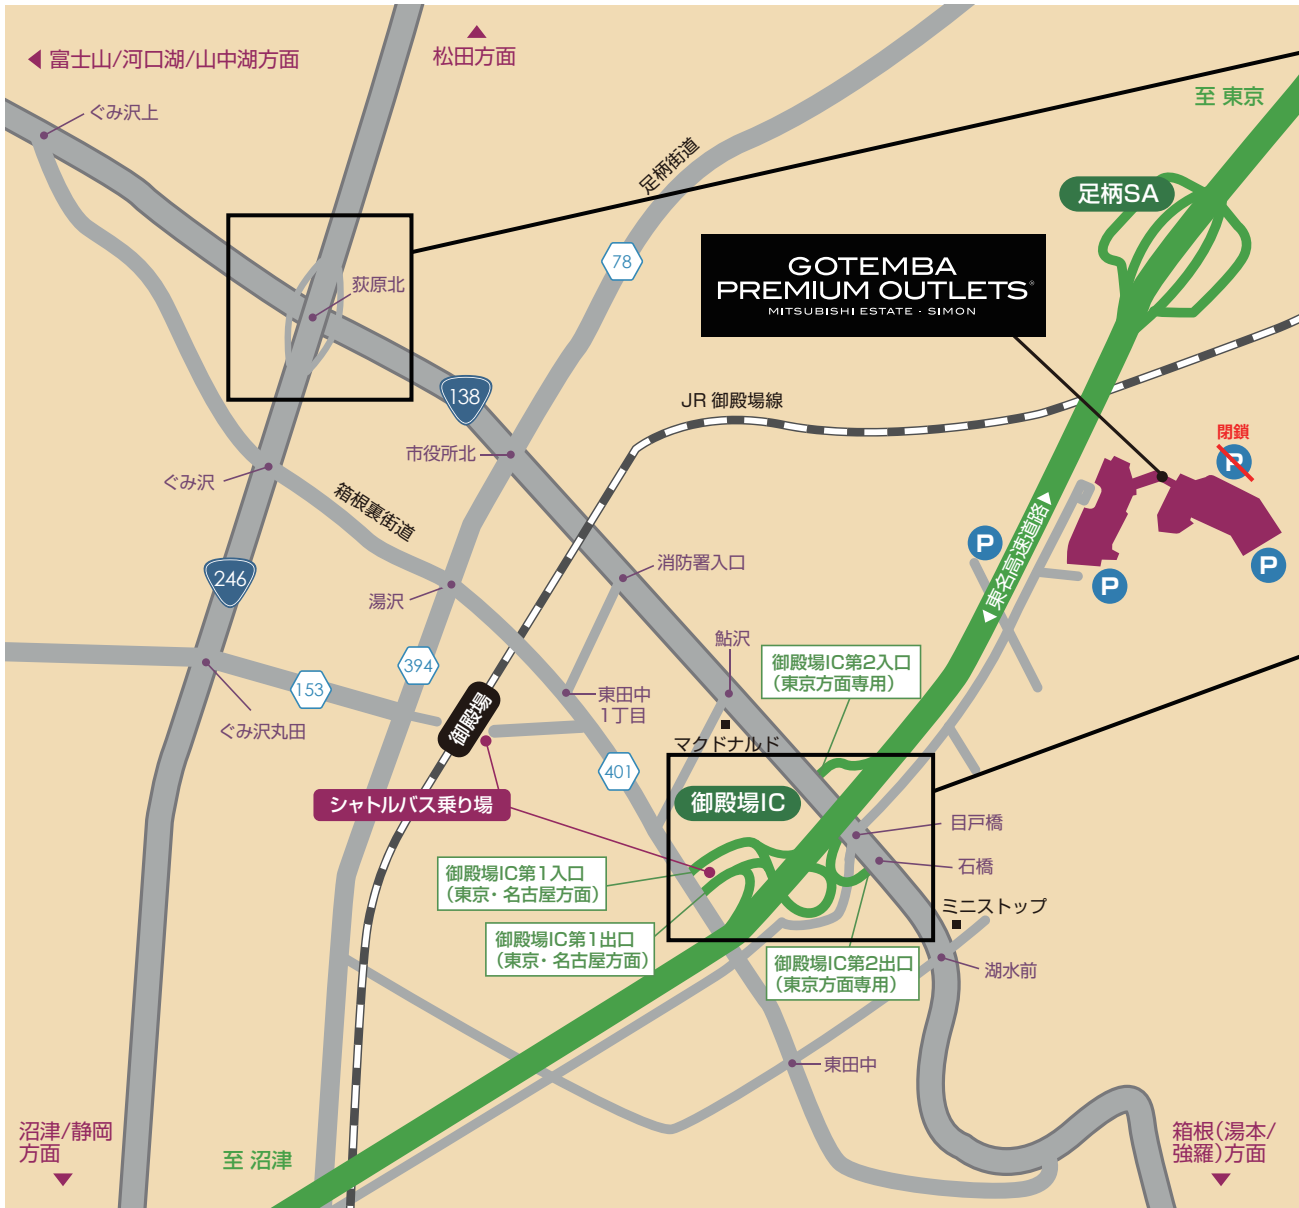 富士山/河口湖/山中湖方面
松田方面
至 東京
ぐみ沢上
足柄街道
足柄SA
78
GOTEMBA
PREMIUM OUTLETS®
MITSUBISHI ESTATE · SIMON
荻原北
138
JR 御殿場線
市役所北
閉鎖
P
ぐみ沢
箱根裏街道
東名高速道路
P
消防署入口
P
P
246
湯沢
鮎沢
394
御殿場IC第2入口
(東京方面専用)
153
東田中
1丁目
御殿場
ぐみ沢丸田
マクドナルド
401
シャトルバス乗り場
御殿場IC
目戸橋
石橋
御殿場IC第1入口
(東京・名古屋方面)
ミニストップ
御殿場IC第1出口
(東京・名古屋方面)
御殿場IC第2出口
(東京方面専用)
湖水前
東田中
沼津/静岡
方面
至 沼津
箱根(湯本/
強羅)方面